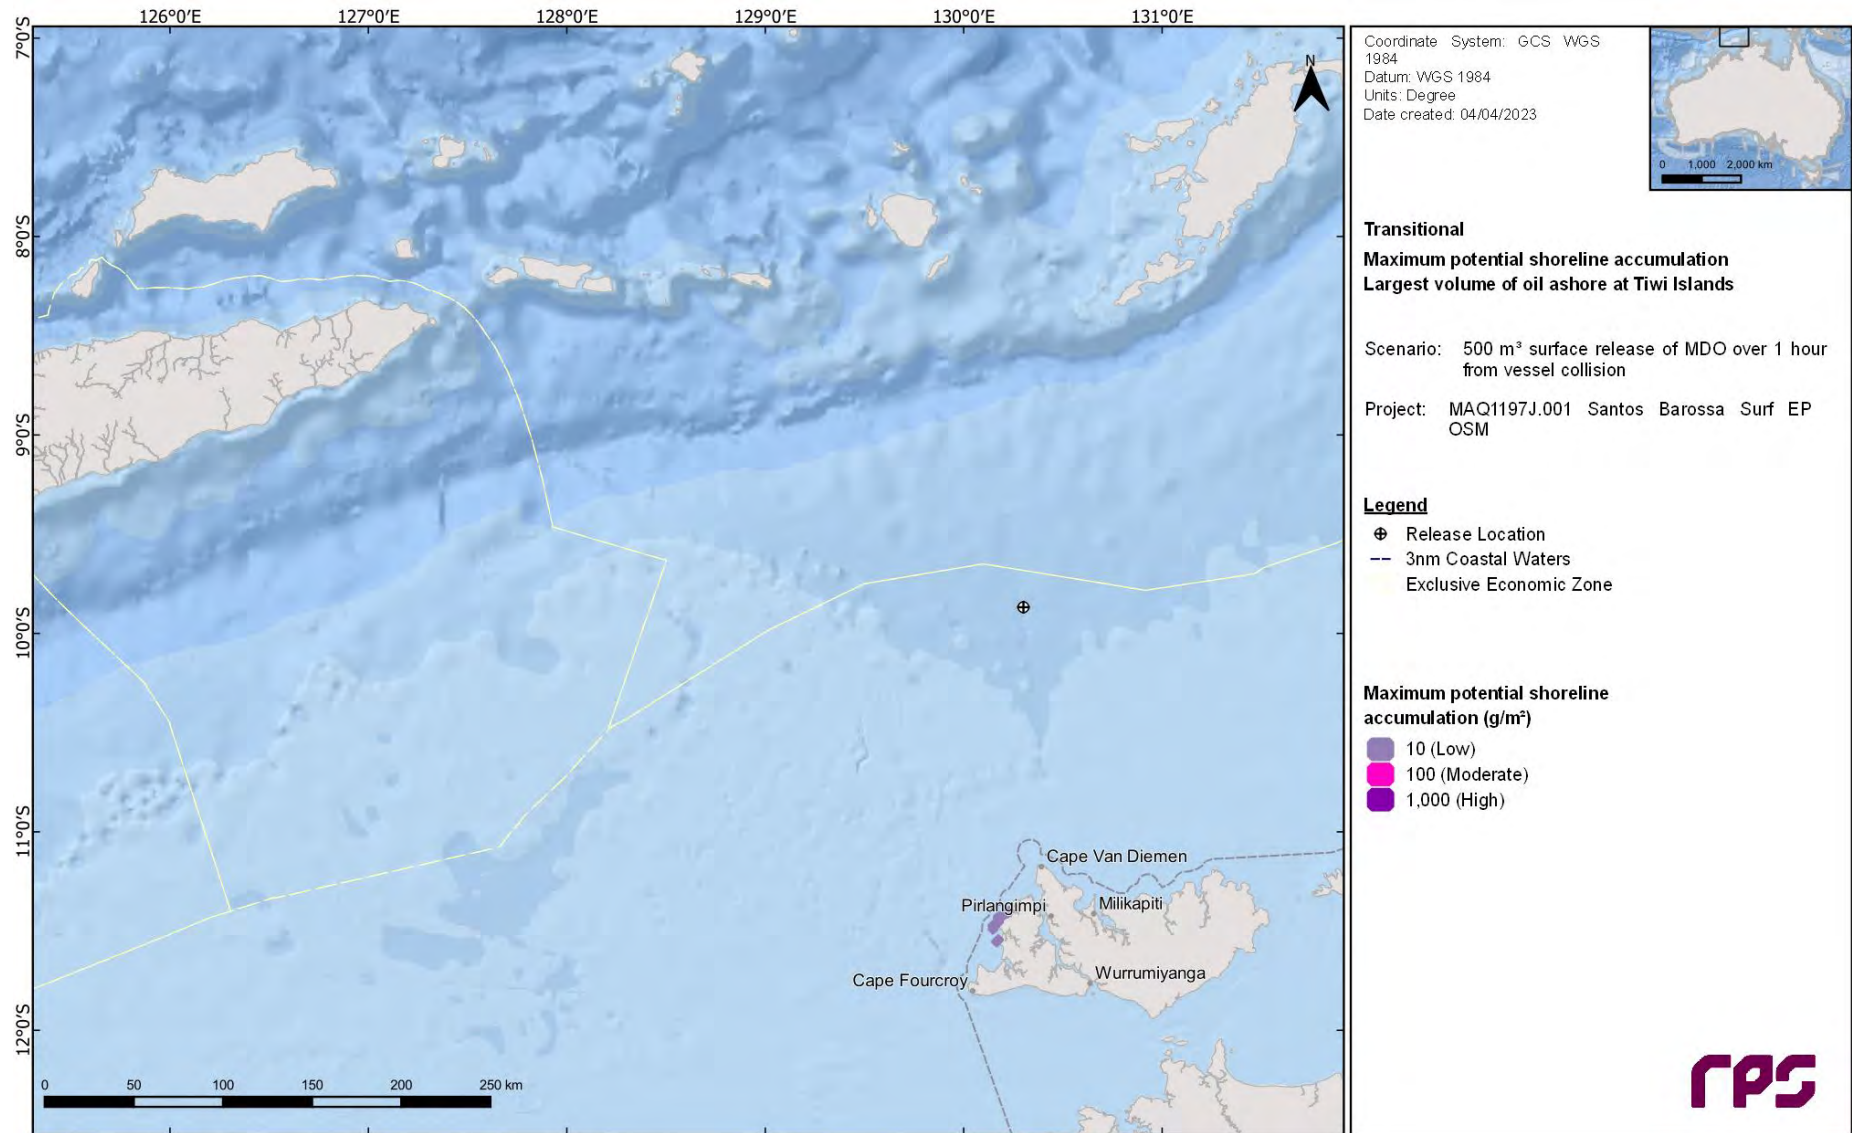 126°0'E 127°0'E 128°0'E 129°0'E 130°0'E 131°0'E
7°0'S
8°0'S
9°0'S
10°0'S
11°0'S
12°0'S
N
Cape Van Diemen
Pirlangimpi
Milikapiti
Cape Fourcroy
Wurrumiyanga
0 50 100 150 200 250 km
Coordinate System: GCS WGS
1984
Datum: WGS 1984
Units: Degree
Date created: 04/04/2023
0 1,000 2,000 km
Transitional
Maximum potential shoreline accumulation
Largest volume of oil ashore at Tiwi Islands
Scenario: 500 m³ surface release of MDO over 1 hour
from vessel collision
Project: MAQ1197J.001 Santos Barossa Surf EP
OSM
Legend
Release Location
3nm Coastal Waters
Exclusive Economic Zone
Maximum potential shoreline
accumulation (g/m²)
10 (Low)
100 (Moderate)
1,000 (High)
rps